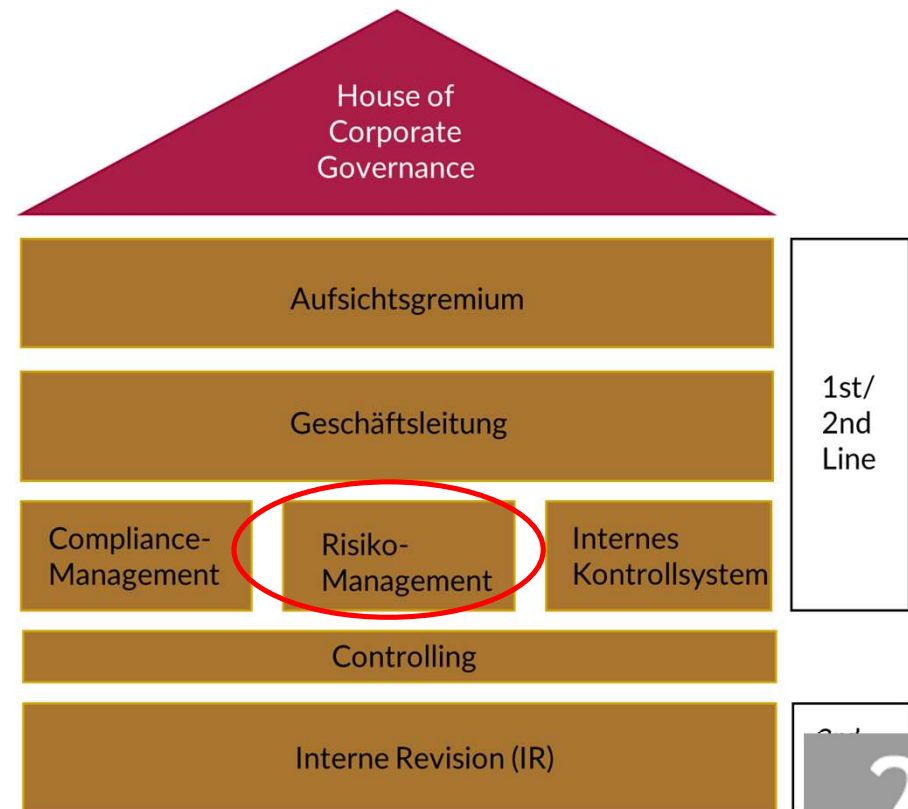 House of
Corporate
Governance
Aufsichtsgremium
Geschäftsleitung
1st/
2nd
Line
Compliance-
Management
Risiko-
Management
Internes
Kontrollsystem
Controlling
Interne Revision (IR)
2